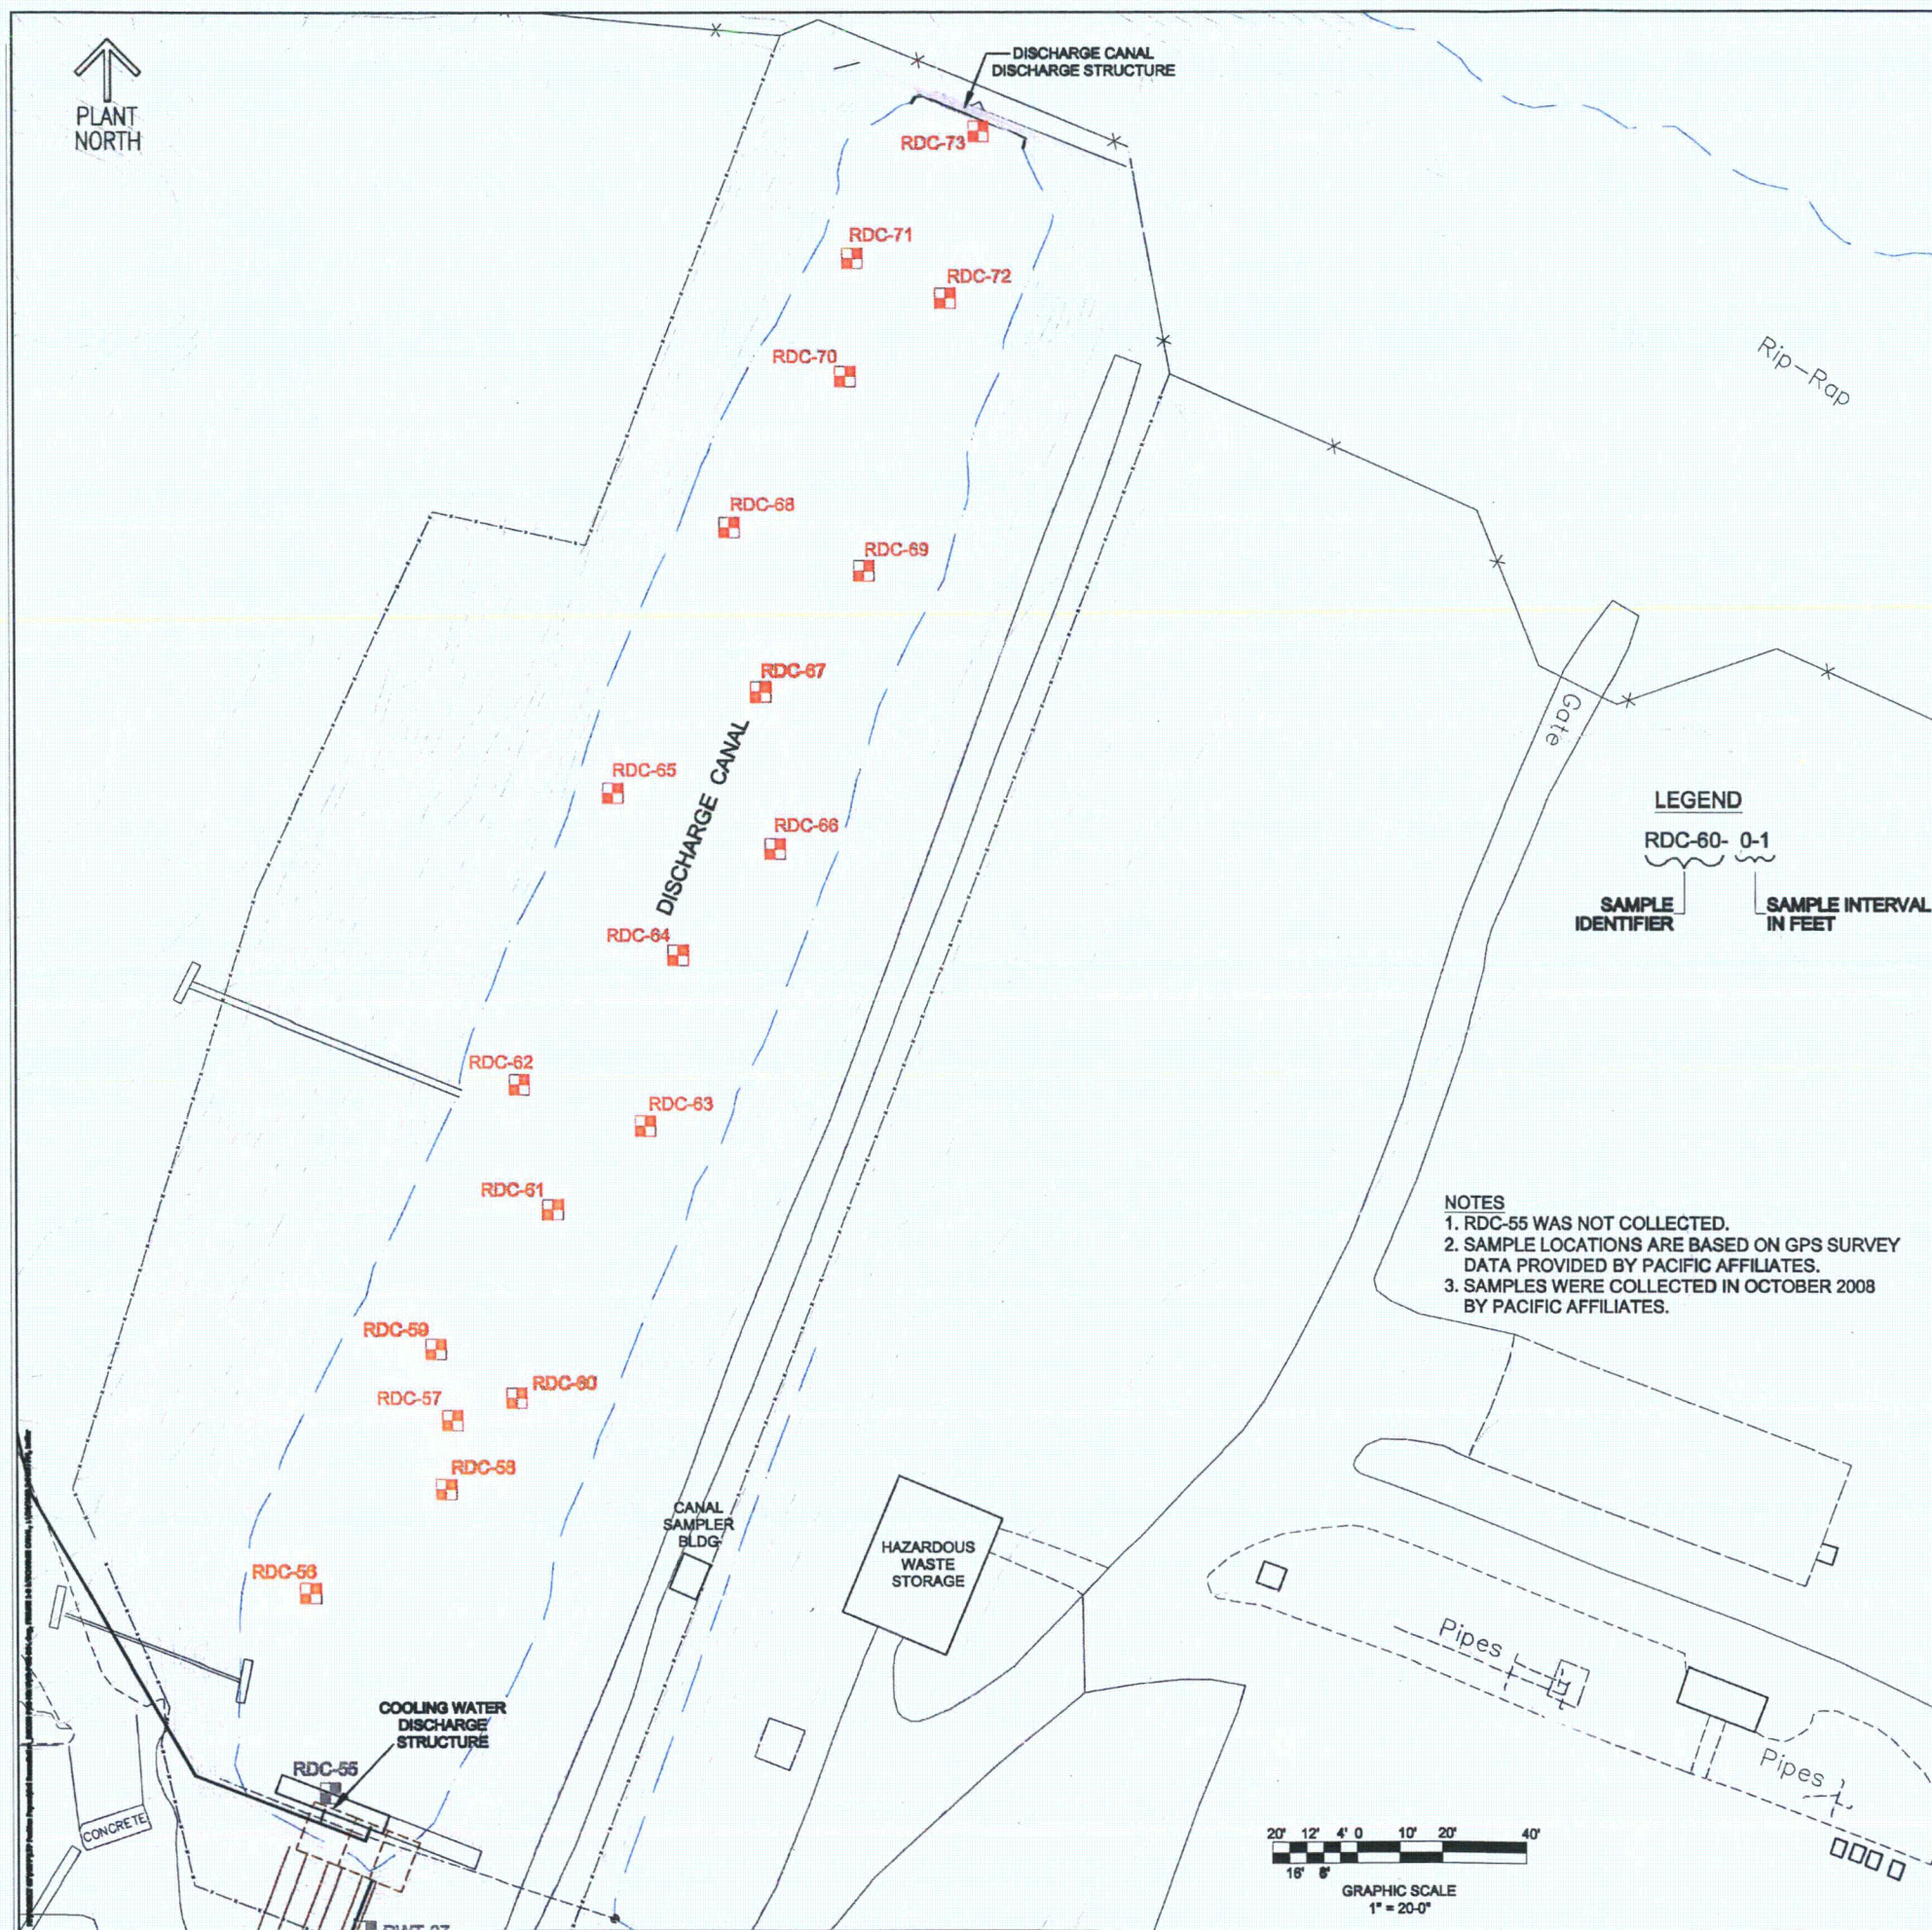 DISCHARGE CANAL
DISCHARGE STRUCTURE
PLANT
NORTH
RDC-73
RDC-71
RDC-72
RDC-70
Rip-Rap
RDC-68
RDC-69
RDC-67
Gate
DISCHARGE CANAL
RDC-65
RDC-66
LEGEND
RDC-60- 0-1
SAMPLE
IDENTIFIER
SAMPLE INTERVAL
IN FEET
RDC-64
RDC-62
RDC-63
RDC-61
NOTES
1. RDC-55 WAS NOT COLLECTED.
2. SAMPLE LOCATIONS ARE BASED ON GPS SURVEY
DATA PROVIDED BY PACIFIC AFFILIATES.
3. SAMPLES WERE COLLECTED IN OCTOBER 2008
BY PACIFIC AFFILIATES.
RDC-59
RDC-60
RDC-57
RDC-58
CANAL
SAMPLER
BLDG
HAZARDOUS
WASTE
STORAGE
RDC-56
Pipes
COOLING WATER
DISCHARGE
STRUCTURE
RDC-55
Pipes
CONCRETE
20' 12' 4' 0 10' 20' 40'
16' 8'
GRAPHIC SCALE
1" = 20-0"